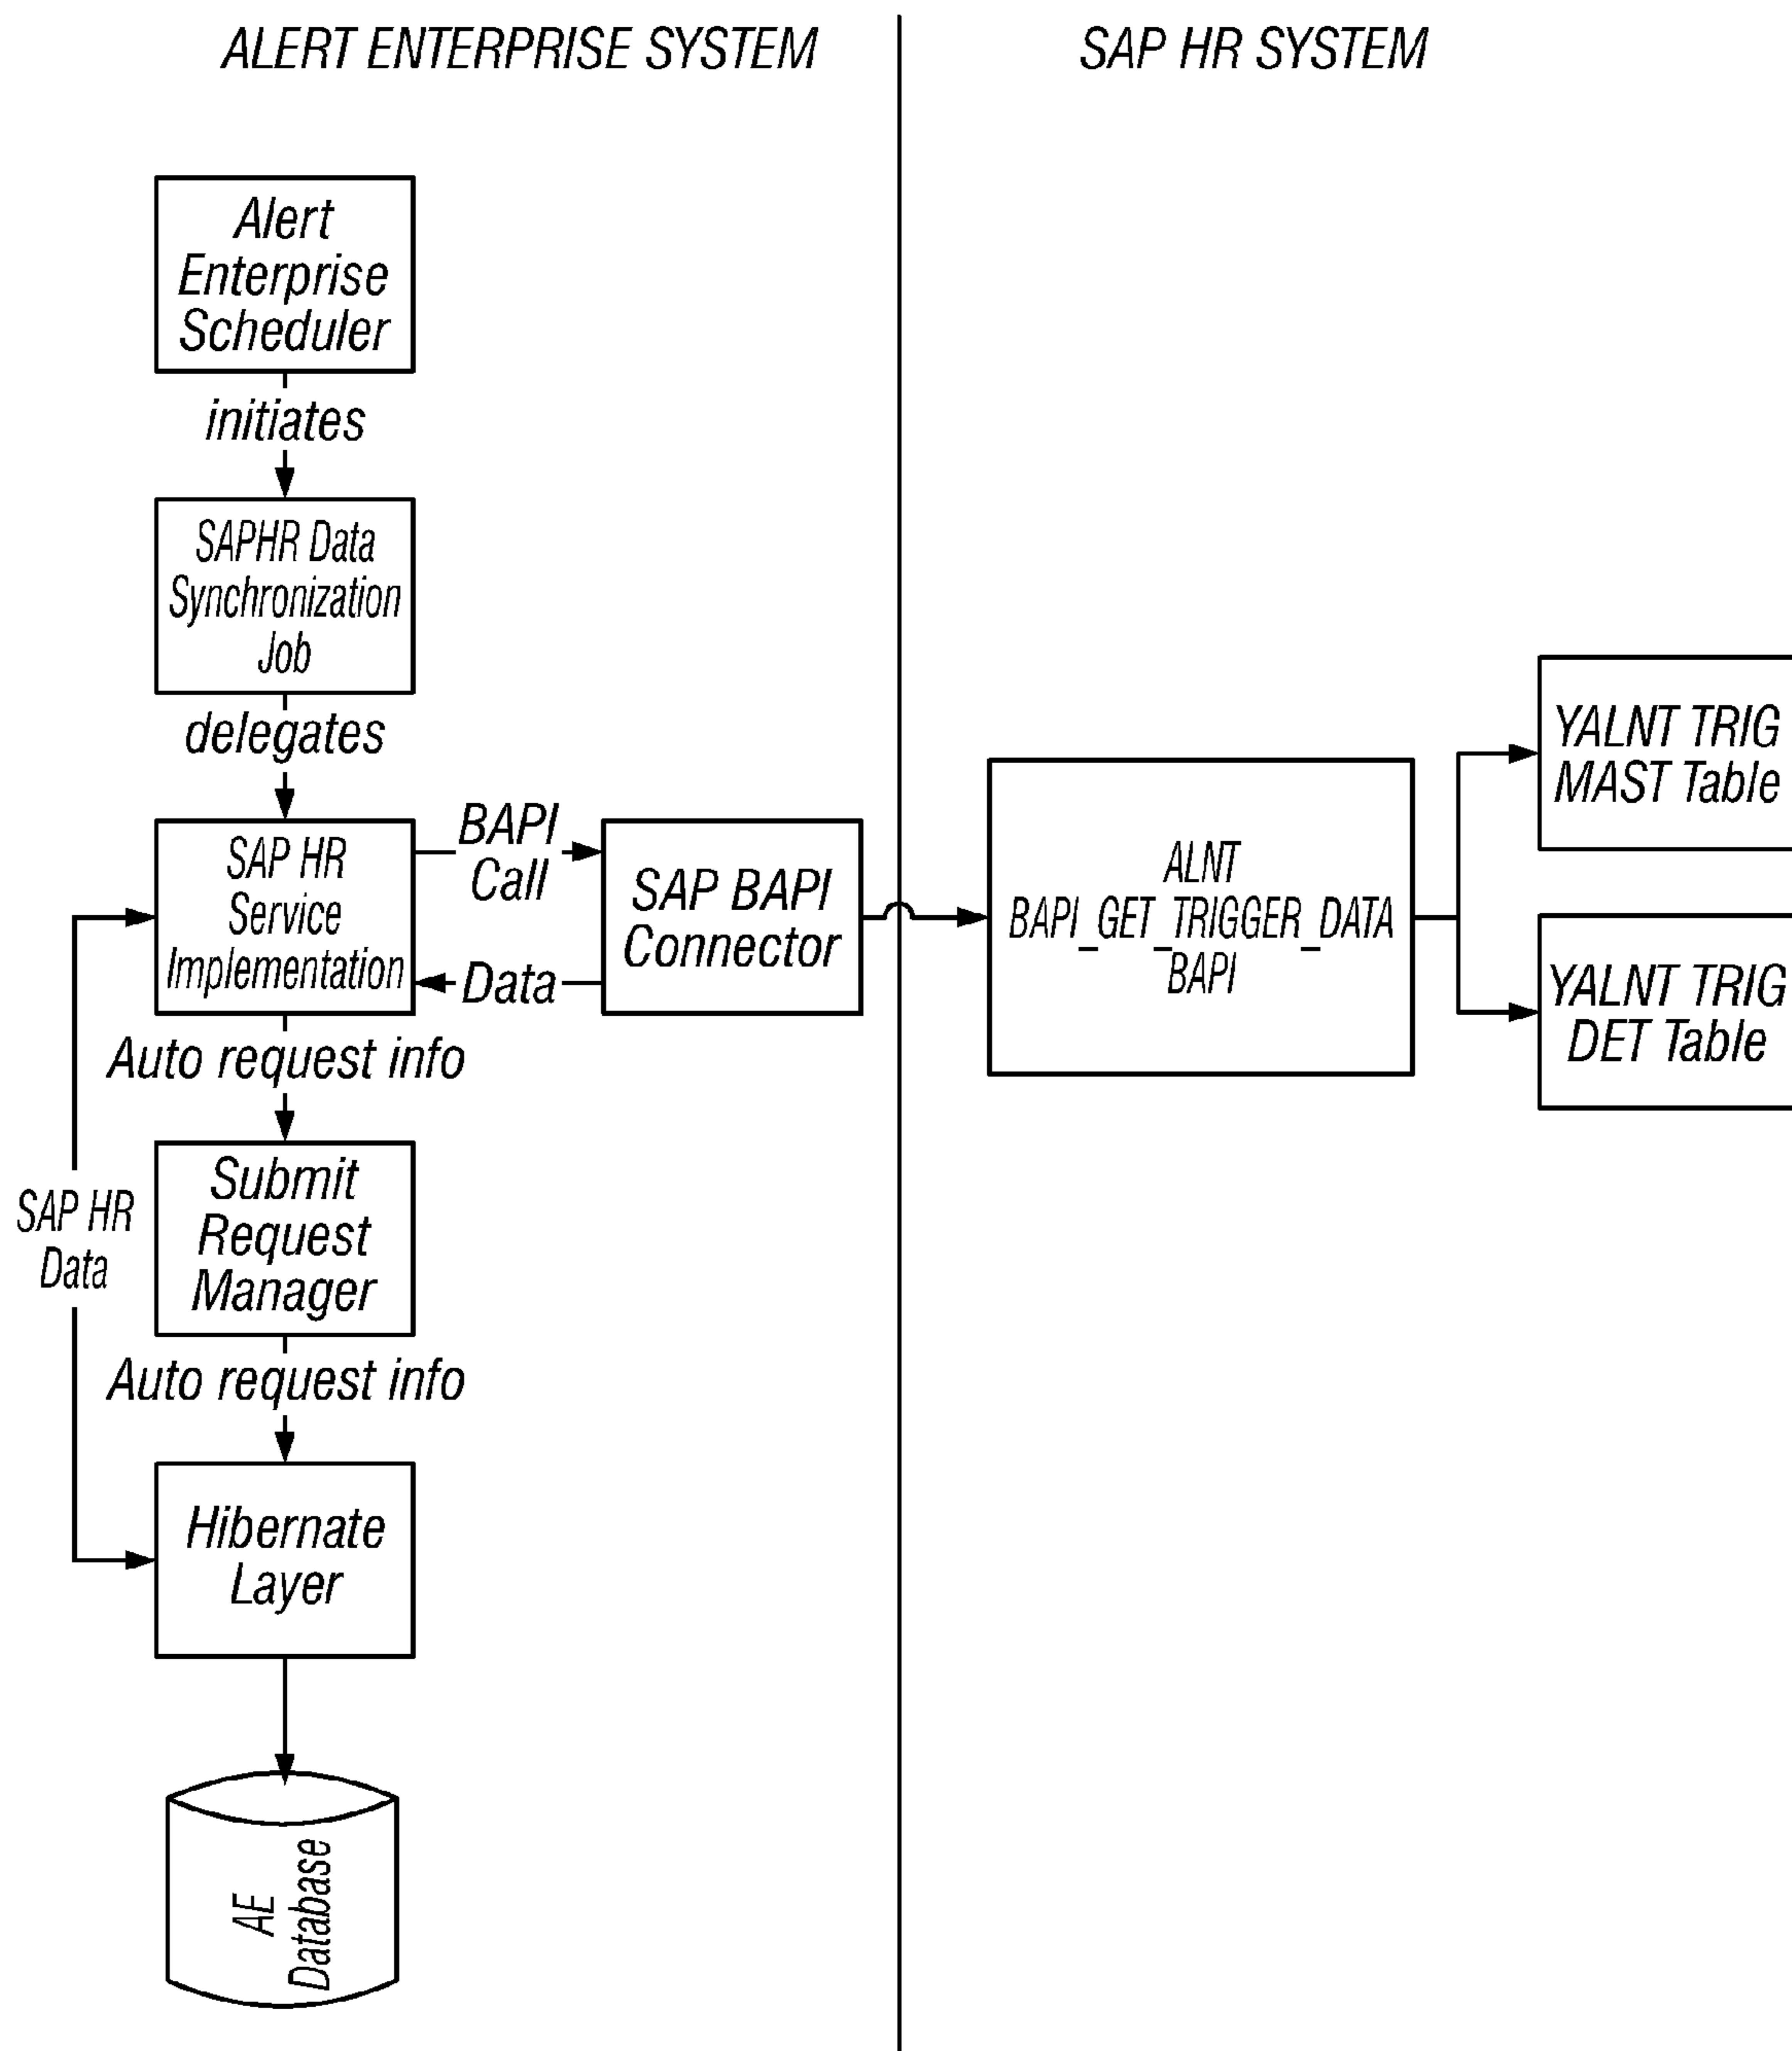 ALERT ENTERPRISE SYSTEM
SAP HR SYSTEM
Alert
Enterprise
Scheduler
initiates
SAPHR Data
Synchronization
Job
delegates
SAP HR
Service
Implementation
BAPI
Call
Data
SAP BAPI
Connector
ALNT
BAPI_GET_TRIGGER_DATA
BAPI
YALNT TRIG
MAST Table
YALNT TRIG
DET Table
Auto request info
Submit
Request
Manager
SAP HR
Data
Auto request info
Hibernate
Layer
AE
Database